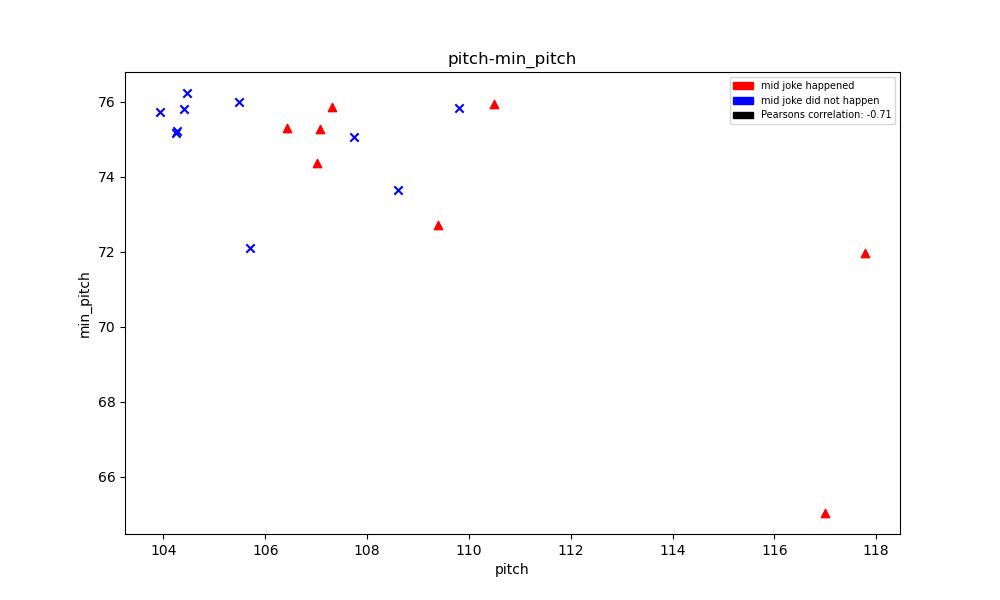 pitch-min_pitch
mid joke happened
mid joke did not happen
Pearsons correlation: -0.71
76
74
72
70
68
66
min_pitch
104 106 108 110 112 114 116 118
pitch